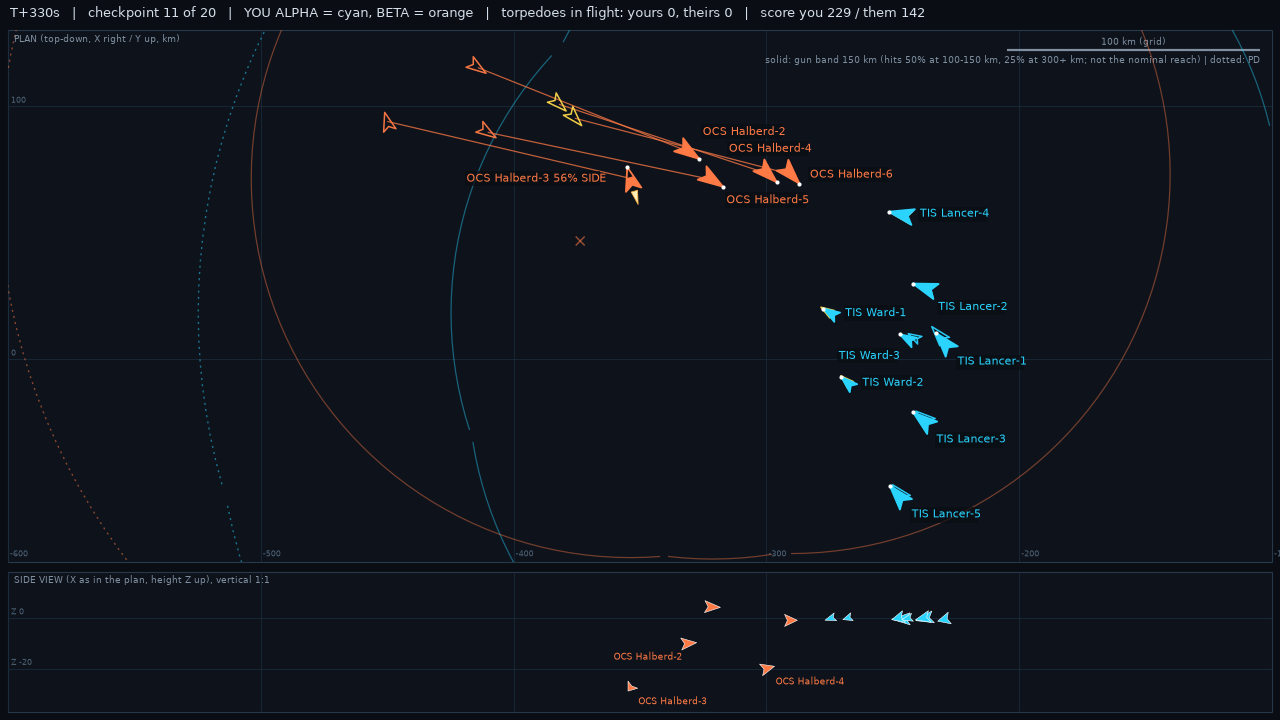 T+330s | checkpoint 11 of 20 | YOU ALPHA = cyan, BETA = orange | torpedoes in flight: yours 0, theirs 0 | score you 229 / them 142
PLAN (top-down, X right / Y up, km)
100 km (grid)
solid: gun band 150 km (hits 50% at 100-150 km, 25% at 300+ km; not the nominal reach) | dotted: PD
100
OCS Halberd-2
OCS Halberd-4
OCS Halberd-3 56% SIDE
OCS Halberd-6
OCS Halberd-5
TIS Lancer-4
TIS Lancer-2
TIS Ward-1
0
TIS Ward-3
TIS Lancer-1
TIS Ward-2
TIS Lancer-3
TIS Lancer-5
-600
-500
-400
-300
-200
SIDE VIEW (X as in the plan, height Z up), vertical 1:1
Z 0
OCS Halberd-2
Z -20
OCS Halberd-4
OCS Halberd-3